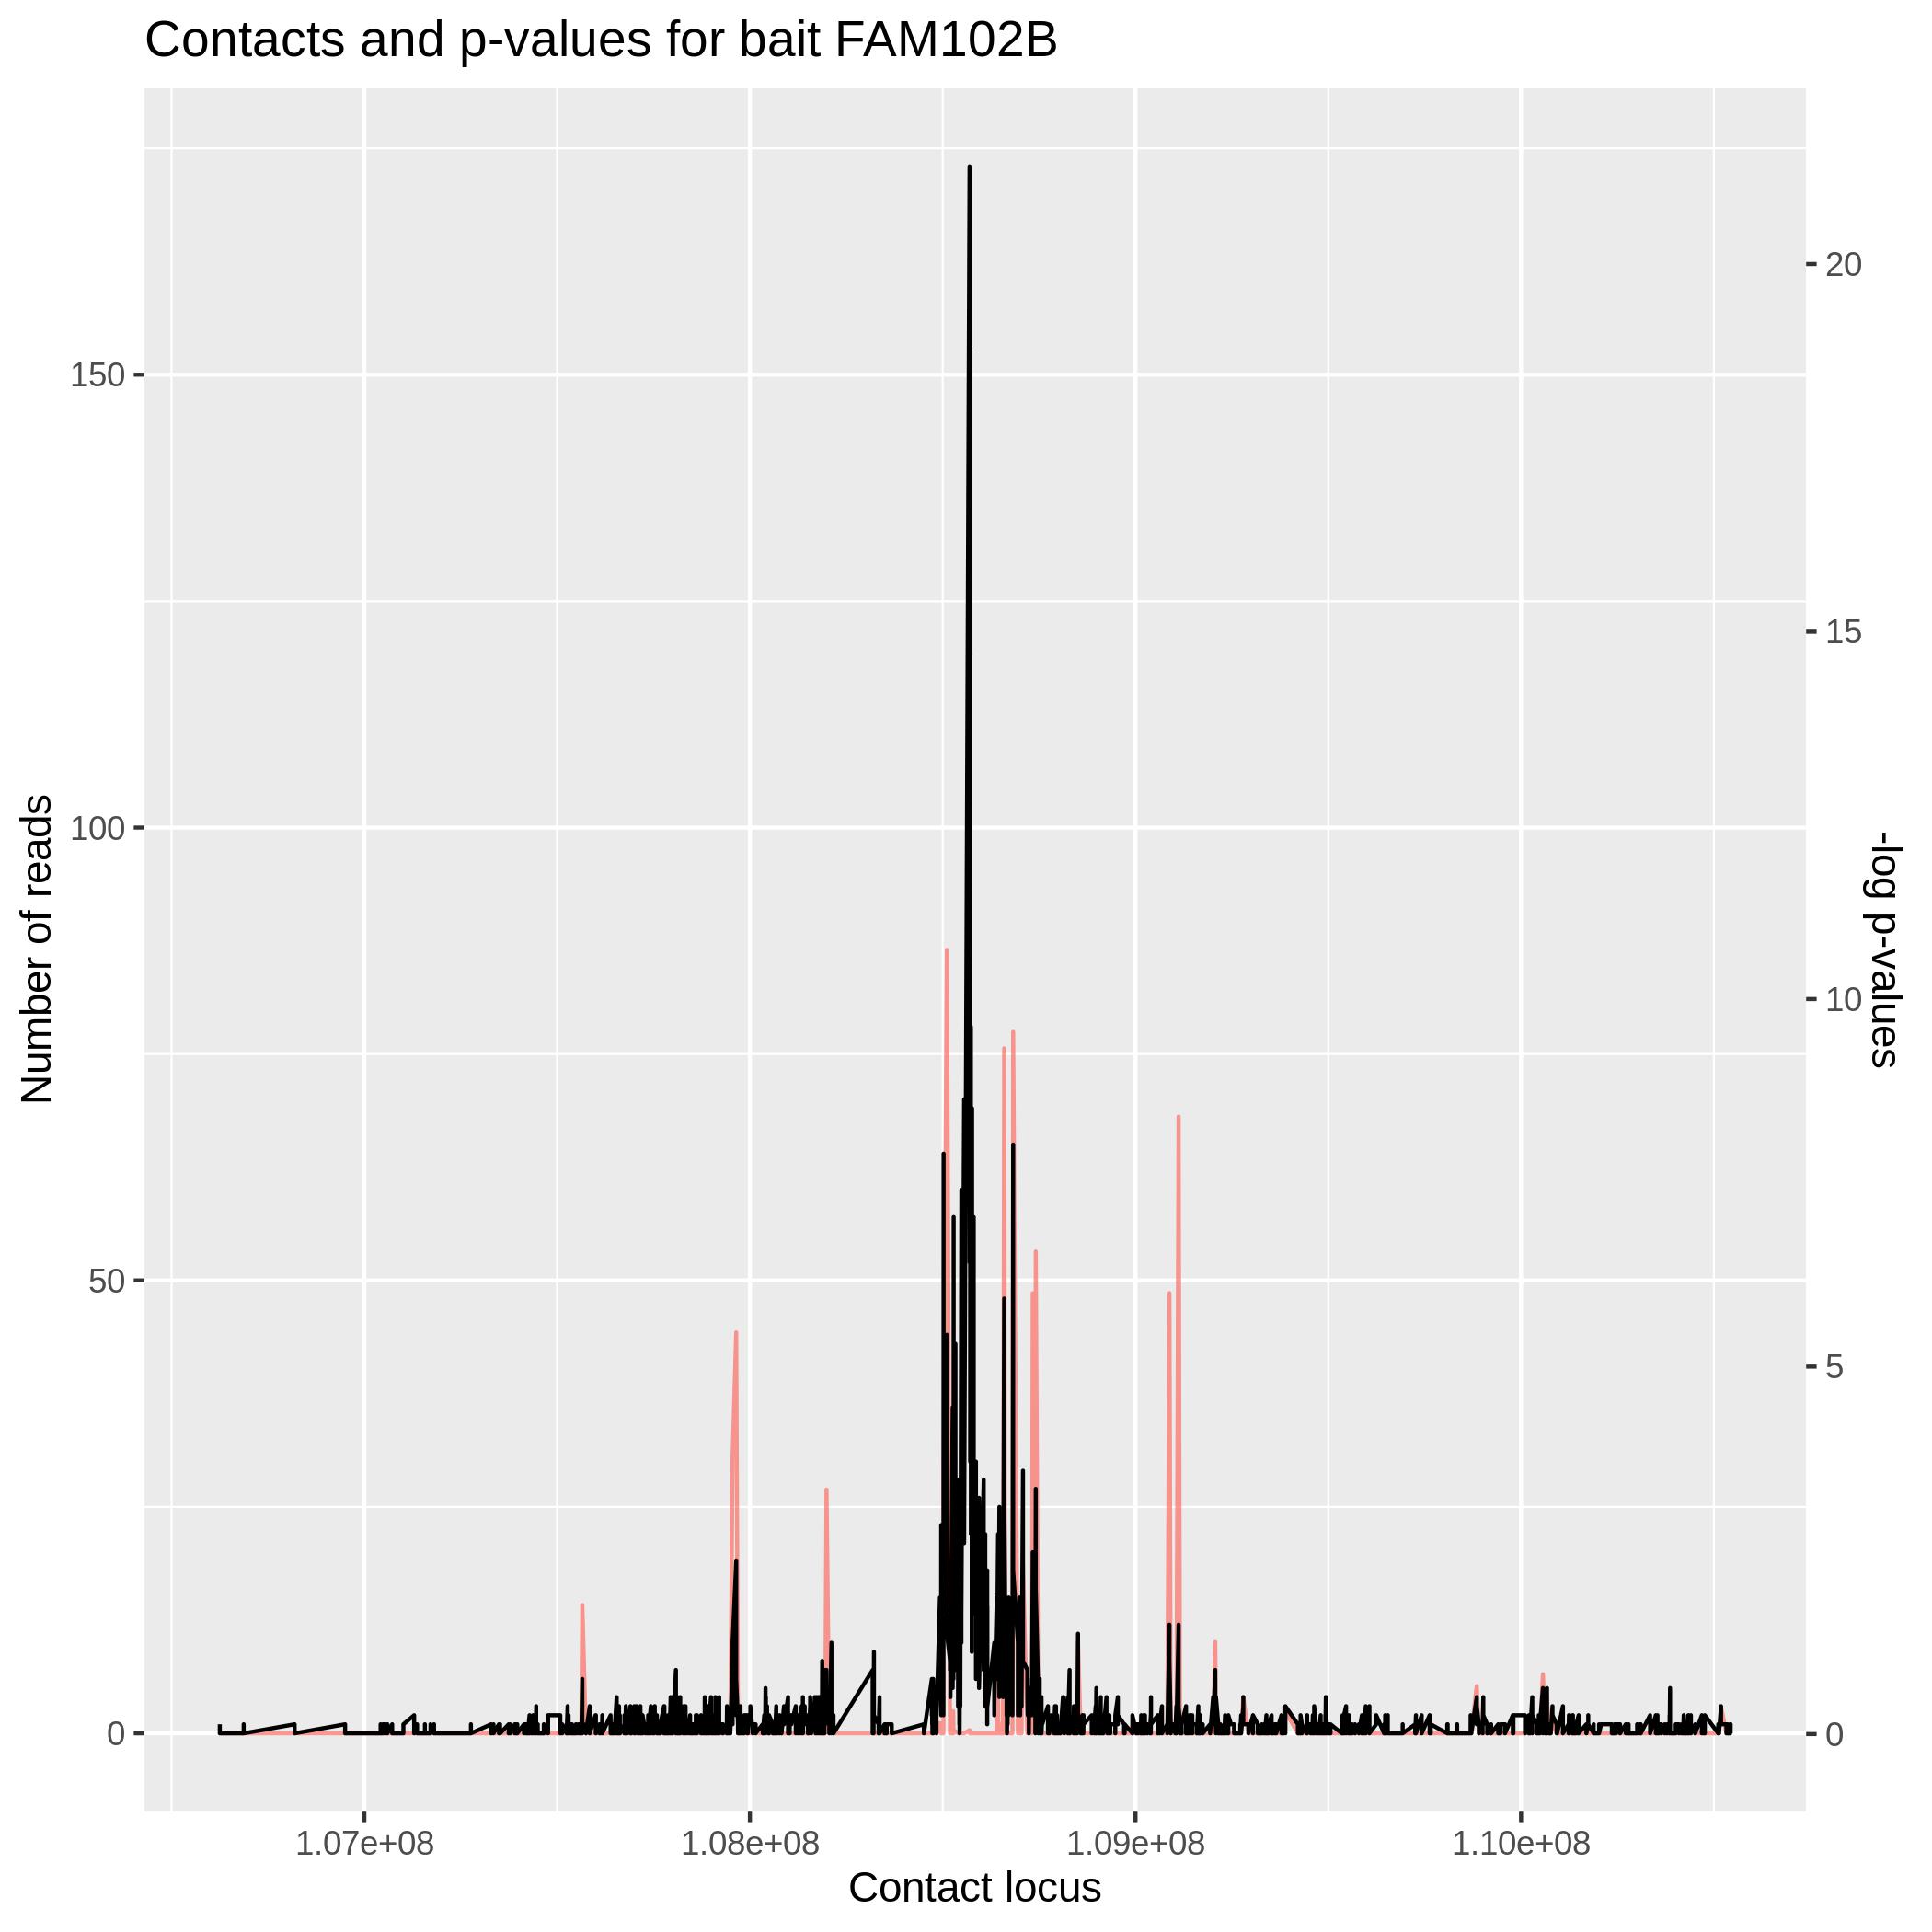 Contacts and p-values for bait FAM102B
Number of reads
150
100
50
0
20
15
10
5
0
-log p-values
1.07e+08
1.08e+08
1.09e+08
1.10e+08
Contact locus